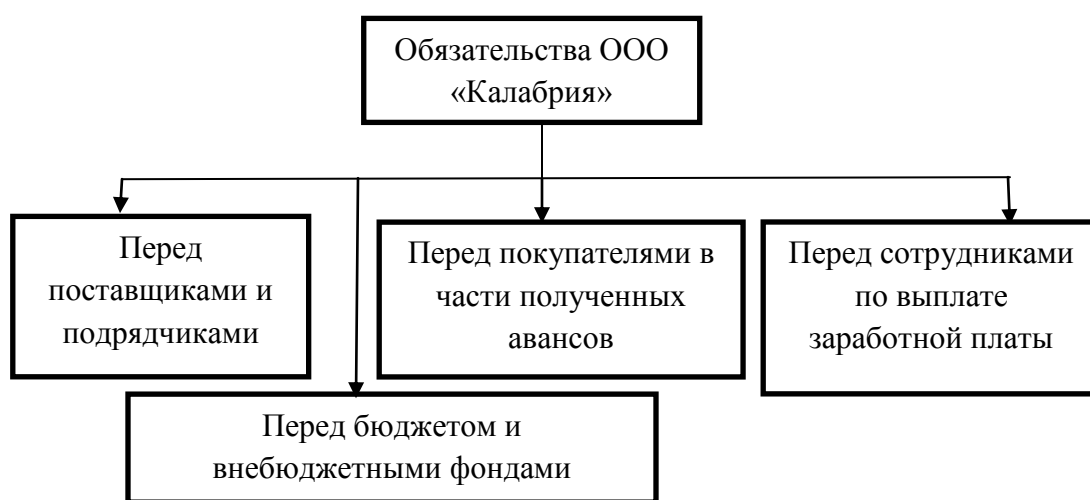 Обязательства ООО
«Калабрия»
Перед
поставщиками и
подрядчиками
Перед покупателями в
части полученных
авансов
Перед сотрудниками
по выплате
заработной платы
Перед бюджетом и
внебюджетными фондами